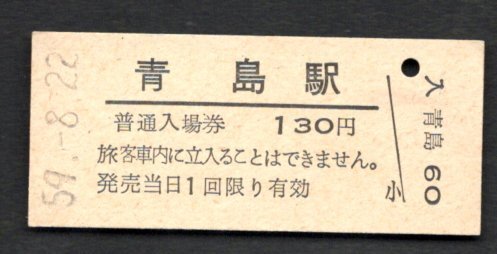 59.-8.22
青島駅
普通入場券 130円
旅客車内に立入ることはできません。
発売当日1回限り有効
入 青島 60
小